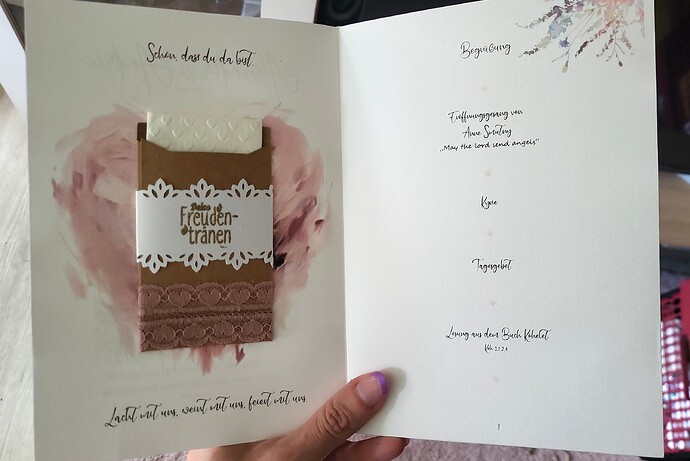 Schön, dass du da bist.
Freuden-
tränen
Lacht mit uns, weint mit uns, feiert mit uns.
Begrüßung
Eröffnungsgesang von
Anne
„May the Lord send angels“
Kyrie
Tagesgebet
Lesung aus dem Buch Kohelet
1